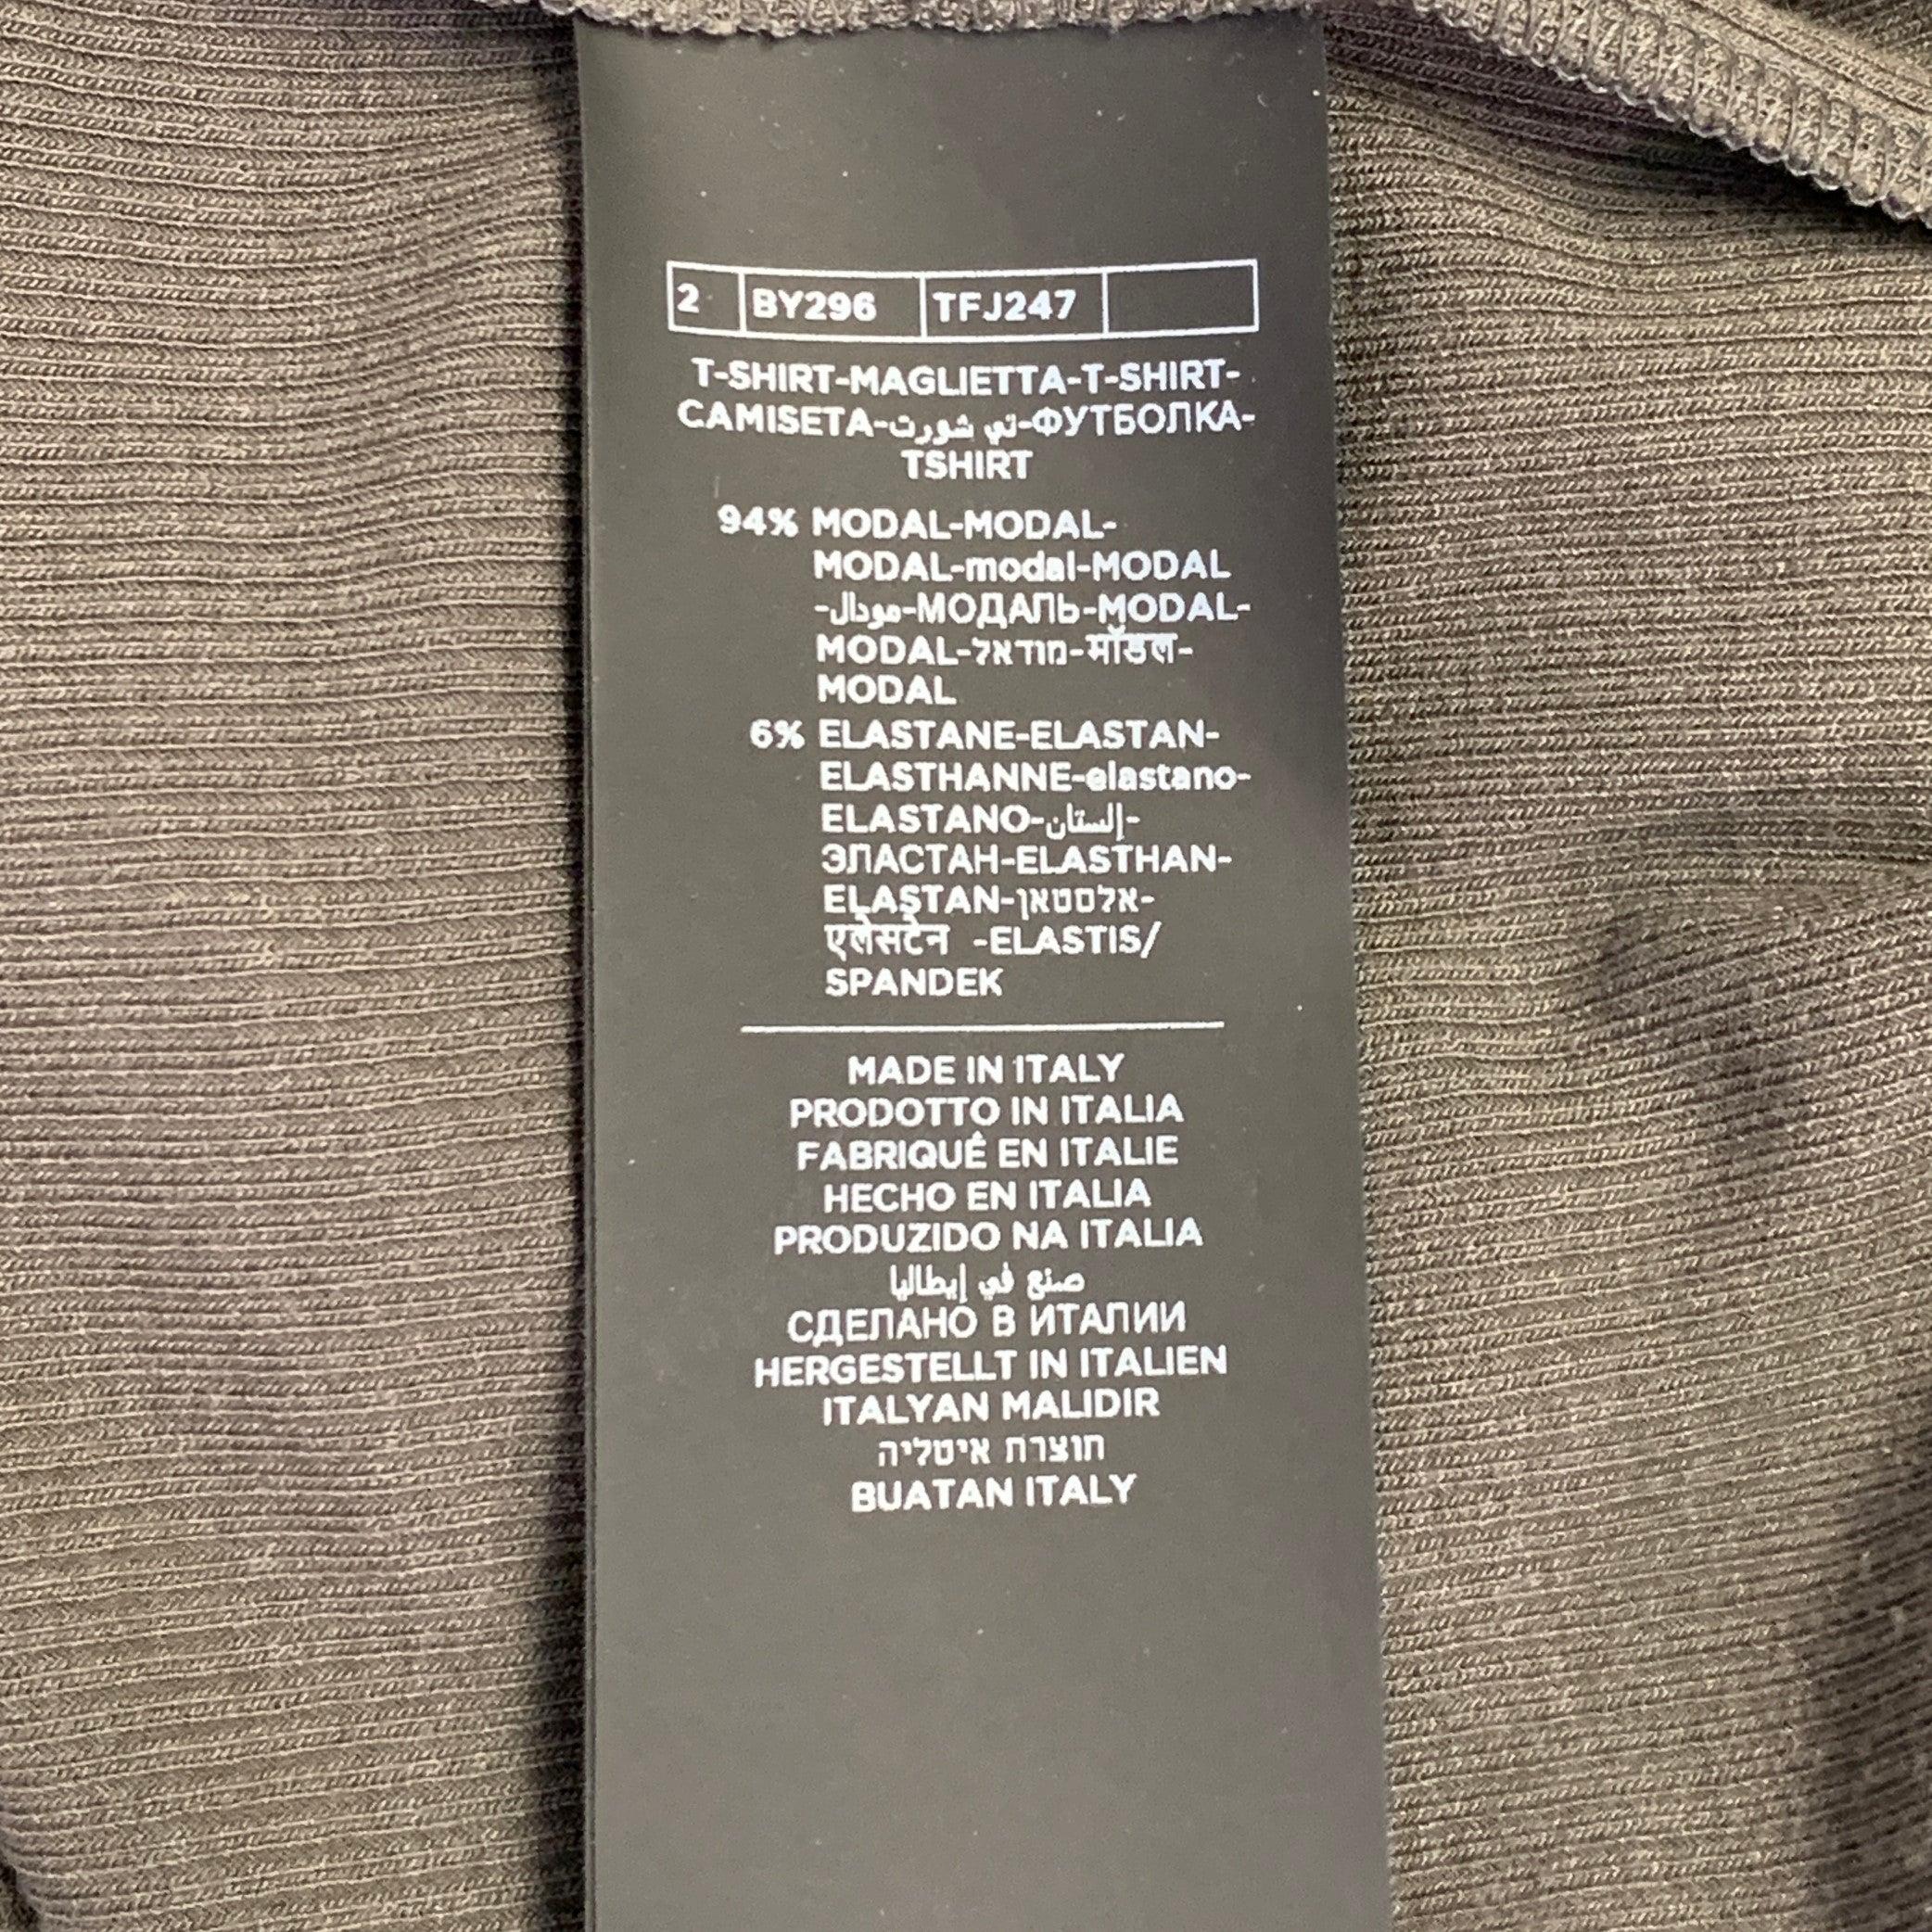 2 BY296 TFJ247
T-SHIRT-MAGLIETTA-T-SHIRT-
CAMISETA-تي شورت-ФУТБОЛКА-
TSHIRT
94% MODAL-MODAL-
MODAL-modal-MODAL
-مودال-МОДАЛЬ-MODAL-
MODAL-מודאל-मॉडल-
MODAL
6% ELASTANE-ELASTAN-
ELASTHANNE-elastano-
ELASTANO-إلستان-
ЭЛАСТАН-ELASTHAN-
ELASTAN-אלסטאן-
एलेसटेन -ELASTIS/
SPANDEK
MADE IN ITALY
PRODOTTO IN ITALIA
FABRIQUÉ EN ITALIE
HECHO EN ITALIA
PRODUZIDO NA ITALIA
صنع في إيطاليا
СДЕЛАНО В ИТАЛИИ
HERGESTELLT IN ITALIEN
ITALYAN MALIDIR
תוצרת איטליה
BUATAN ITALY